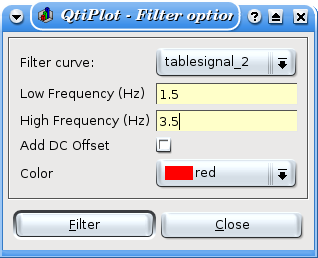 QtiPlot - Filter option
Filter curve: tablesignal_2
Low Frequency (Hz) 1.5
High Frequency (Hz) 3.5
Add DC Offset
Color red
Filter Close